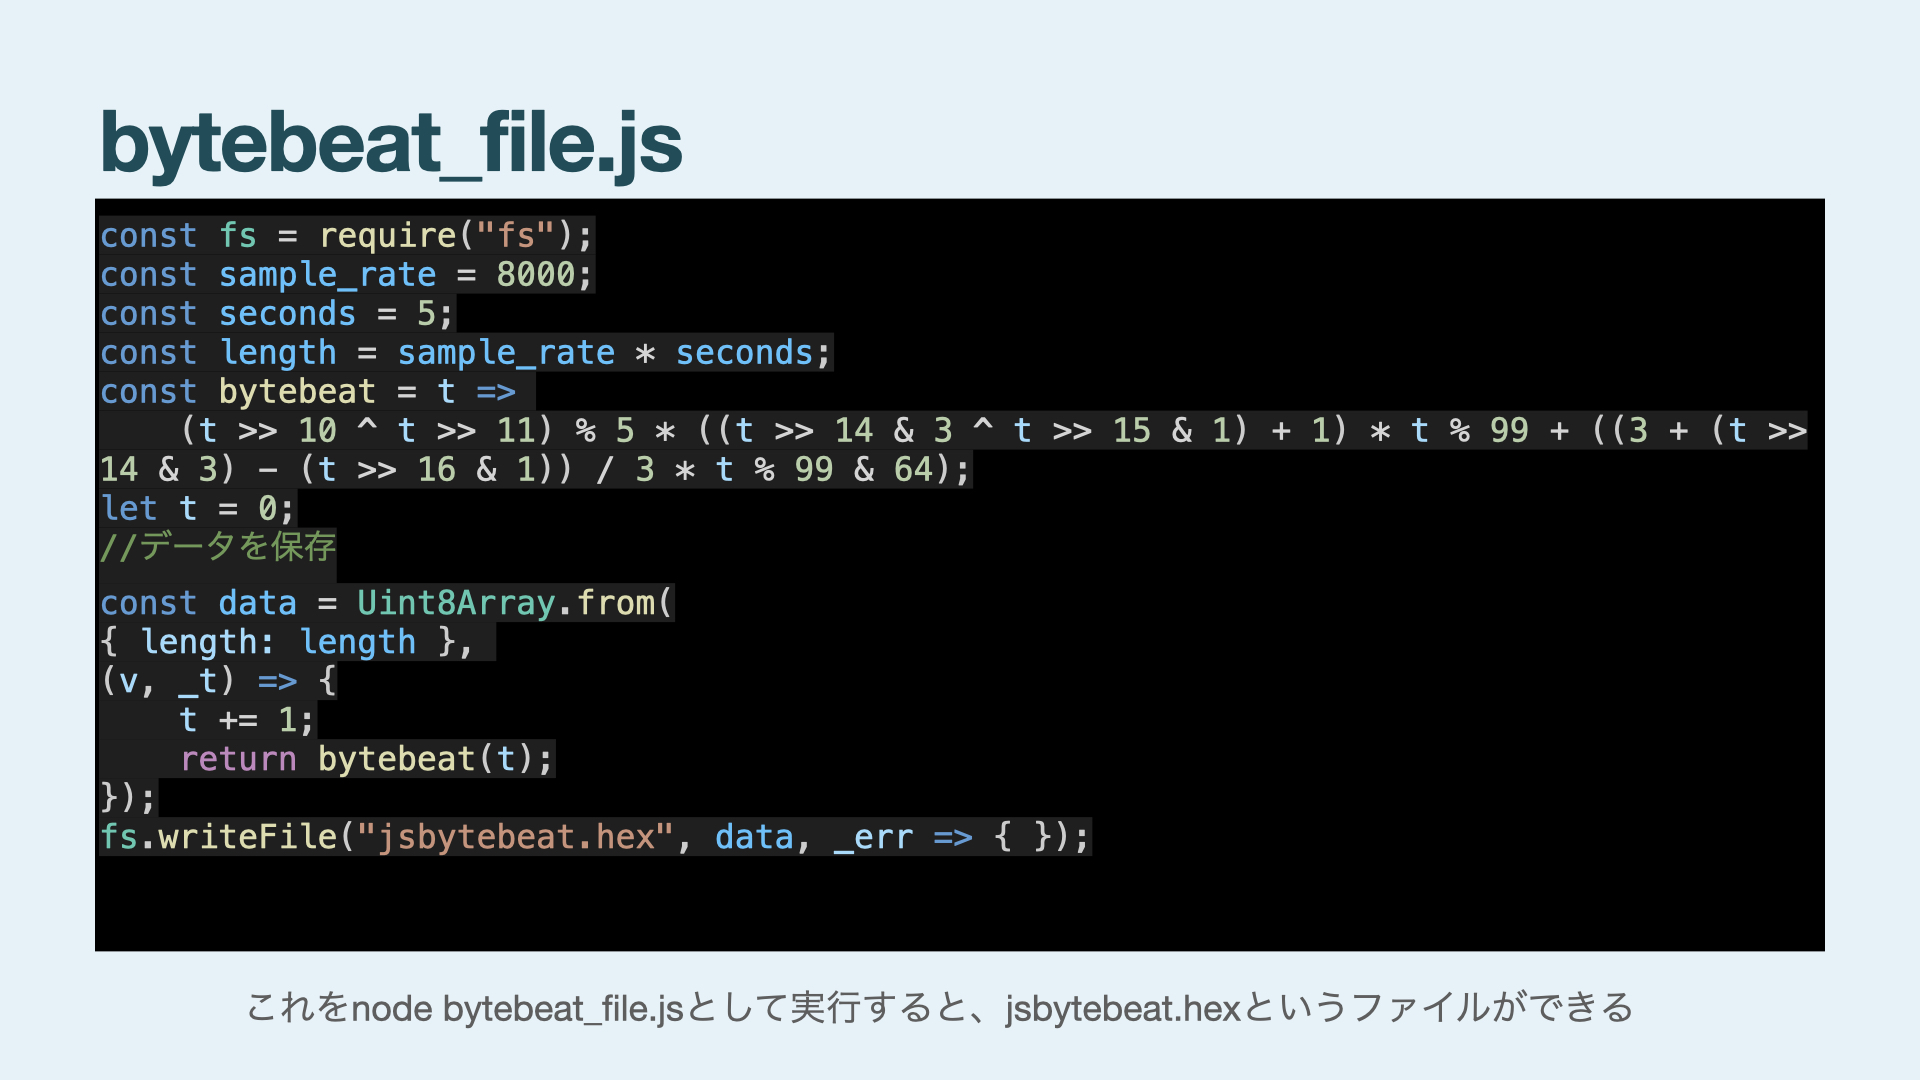 bytebeat_file.js
const fs = require("fs");
const sample_rate = 8000;
const seconds = 5;
const length = sample_rate * seconds;
const bytebeat = t =>
    (t >> 10 ^ t >> 11) % 5 * ((t >> 14 & 3 ^ t >> 15 & 1) + 1) * t % 99 + ((3 + (t >>
14 & 3) - (t >> 16 & 1)) / 3 * t % 99 & 64);
let t = 0;
//データを保存
const data = Uint8Array.from(
{ length: length },
(v, _t) => {
    t += 1;
    return bytebeat(t);
});
fs.writeFile("jsbytebeat.hex", data, _err => { });
これをnode bytebeat_file.jsとして実行すると、jsbytebeat.hexというファイルができる